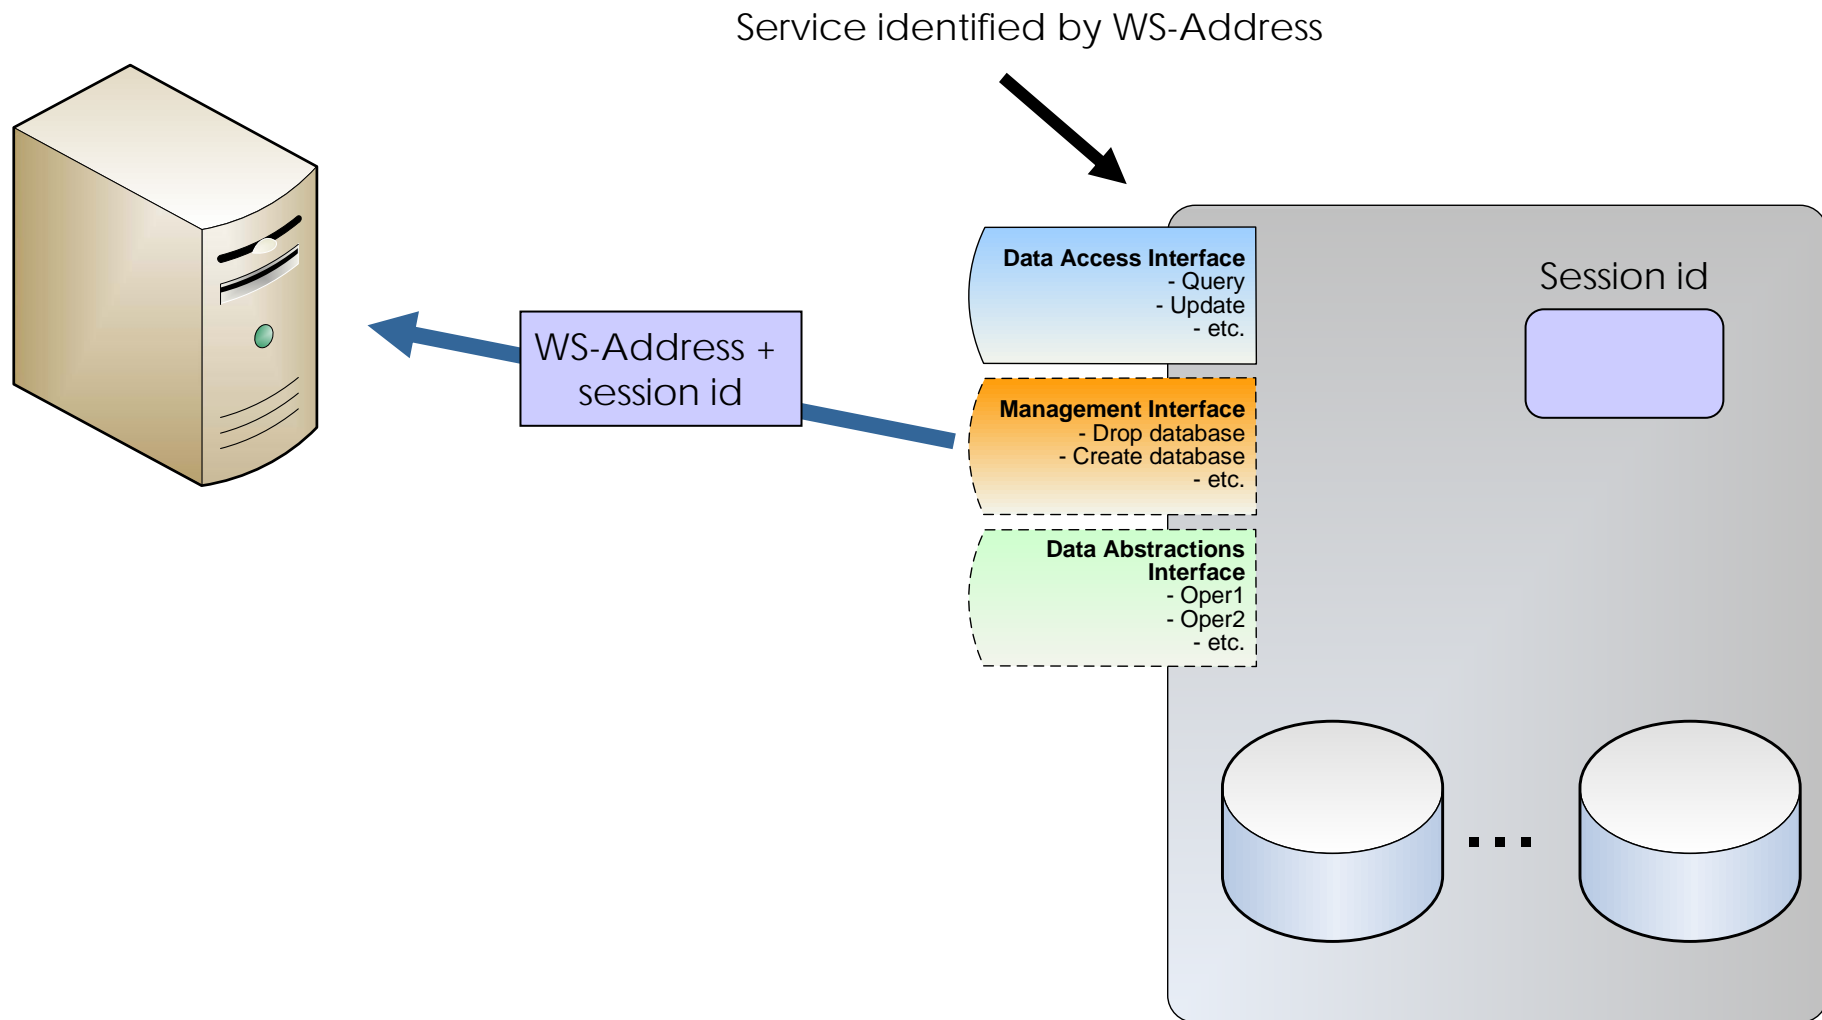 Service identified by WS-Address
Data Access Interface
- Query
- Update
- etc.
Session id
WS-Address +
session id
Management Interface
- Drop database
- Create database
- etc.
Data Abstractions
Interface
- Oper1
- Oper2
- etc.